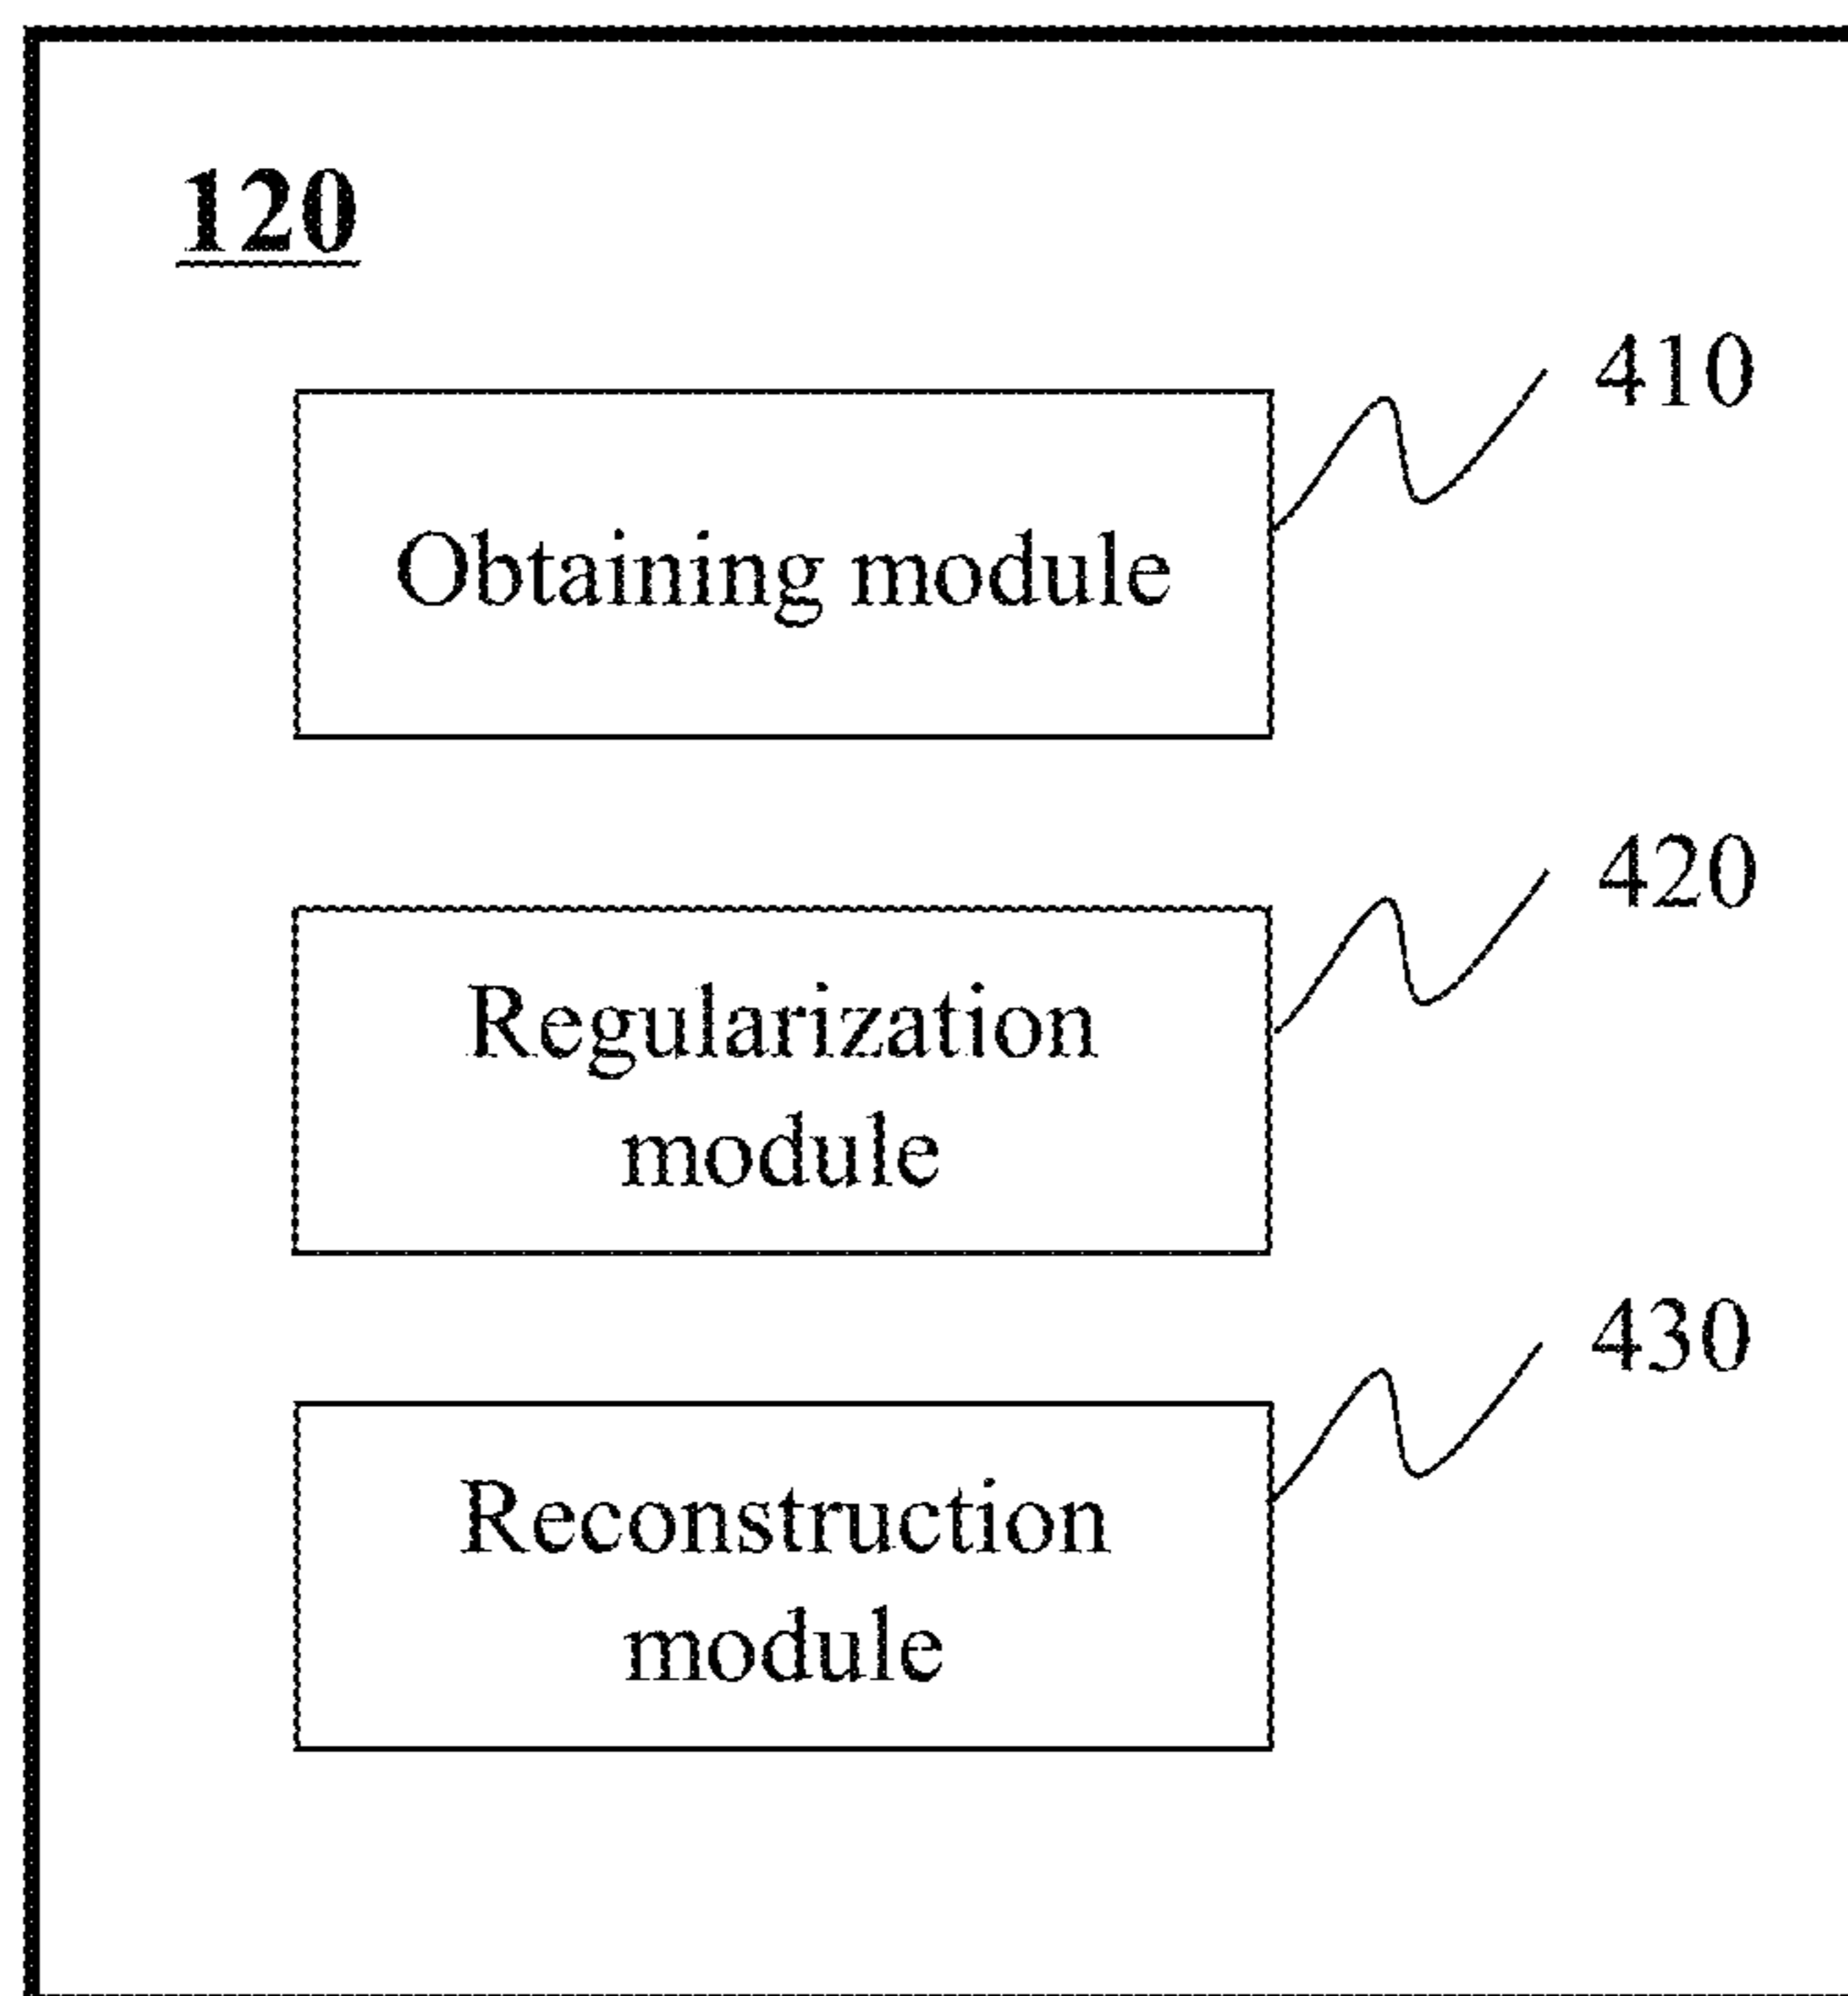 120
410
Obtaining module
420
Regularization
module
430
Reconstruction
module